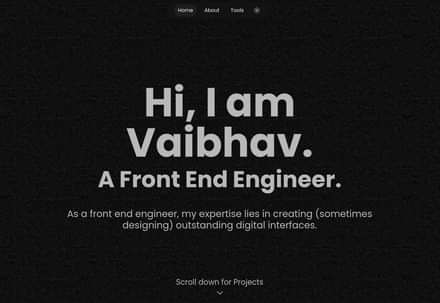 Home About Tools
Hi, I am
Vaibhav.
A Front End Engineer.
As a front end engineer, my expertise lies in creating (sometimes
designing) outstanding digital interfaces.
Scroll down for Projects